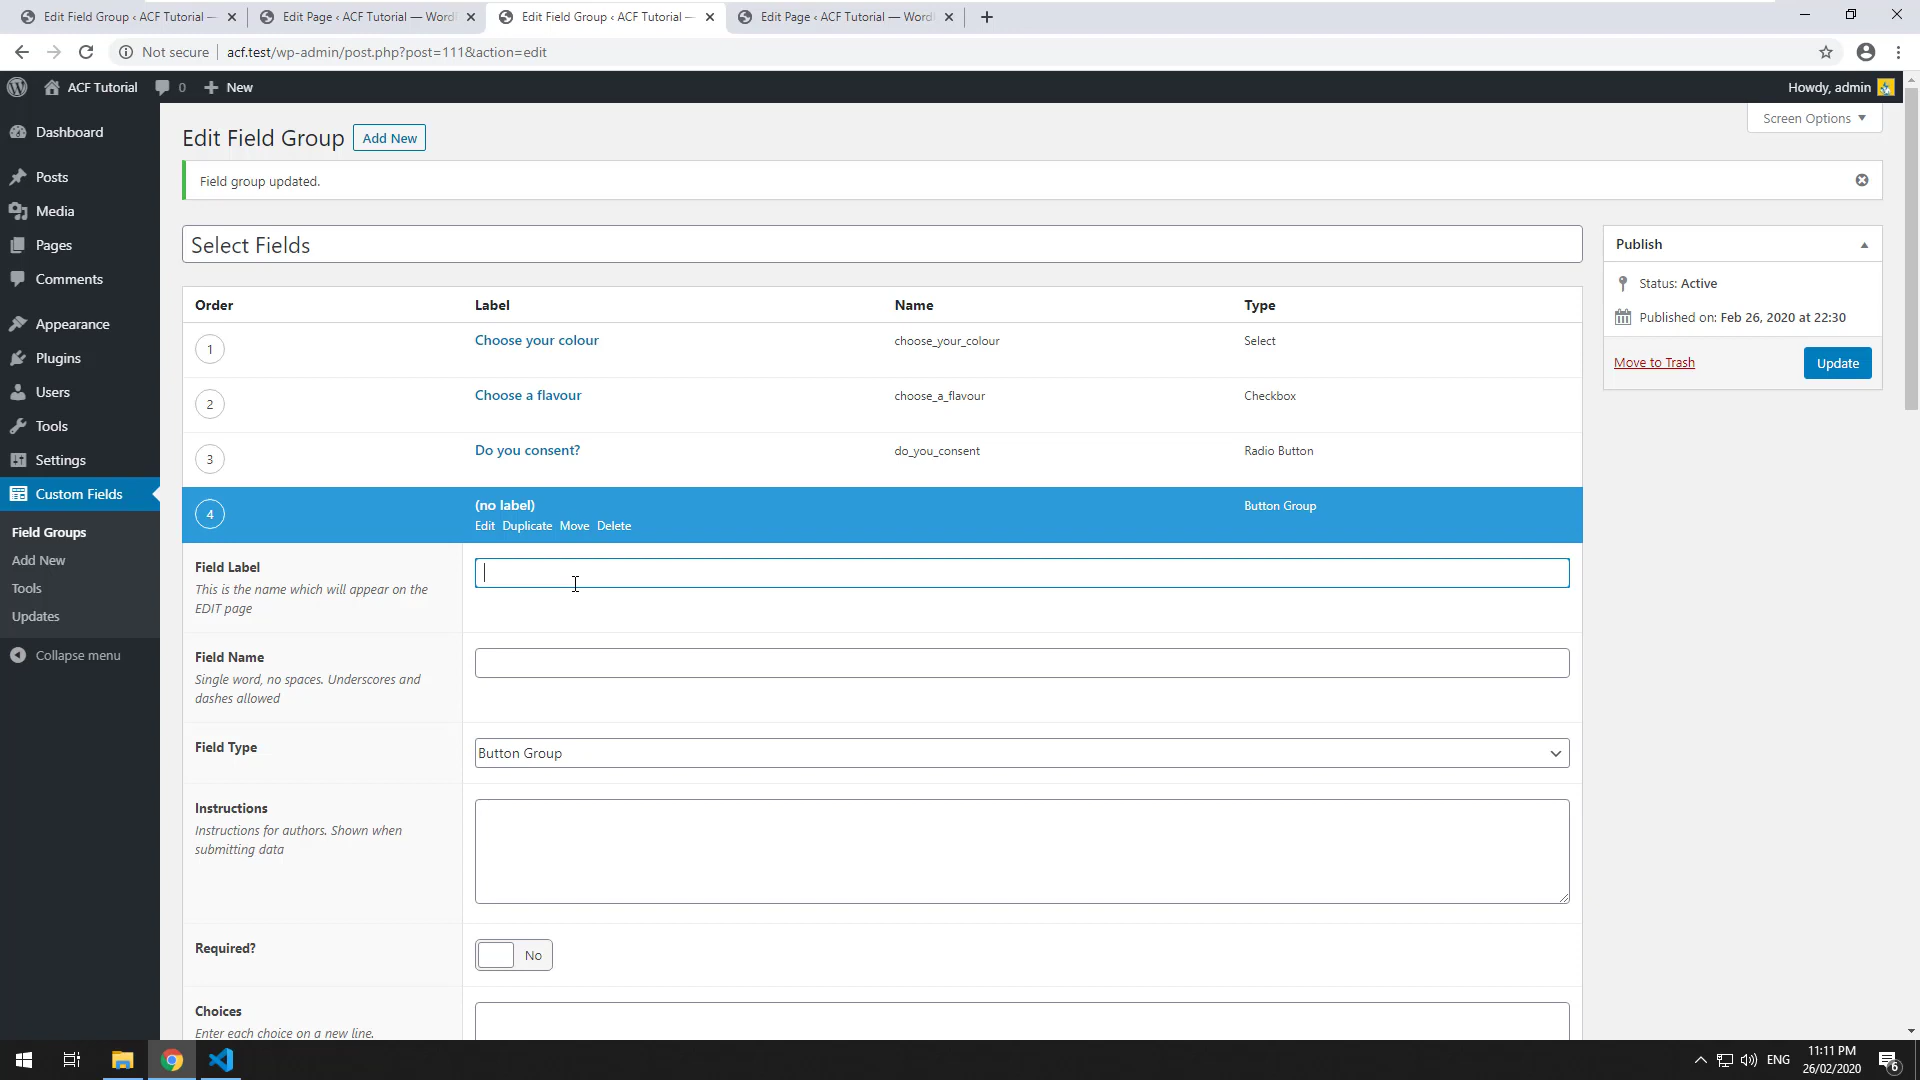 Edit Field Group ‹ ACF Tutorial —
Edit Page ‹ ACF Tutorial — Word
Edit Field Group ‹ ACF Tutorial —
Edit Page ‹ ACF Tutorial — Word
Not secure
acf.test/wp-admin/post.php?post=111&action=edit
ACF Tutorial
0
New
Howdy, admin
Dashboard
Posts
Media
Pages
Comments
Appearance
Plugins
Users
Tools
Settings
Custom Fields
Field Groups
Add New
Tools
Updates
Collapse menu
Edit Field Group
Add New
Screen Options
Field group updated.
Select Fields
Order Label Name Type
1 Choose your colour choose_your_colour Select
2 Choose a flavour choose_a_flavour Checkbox
3 Do you consent? do_you_consent Radio Button
4 (no label) Button Group
Edit Duplicate Move Delete
Field Label
This is the name which will appear on the
EDIT page
Field Name
Single word, no spaces. Underscores and
dashes allowed
Field Type
Button Group
Instructions
Instructions for authors. Shown when
submitting data
Required?
No
Choices
Enter each choice on a new line.
Publish
Status: Active
Published on: Feb 26, 2020 at 22:30
Move to Trash
Update
ENG
11:11 PM
26/02/2020
6